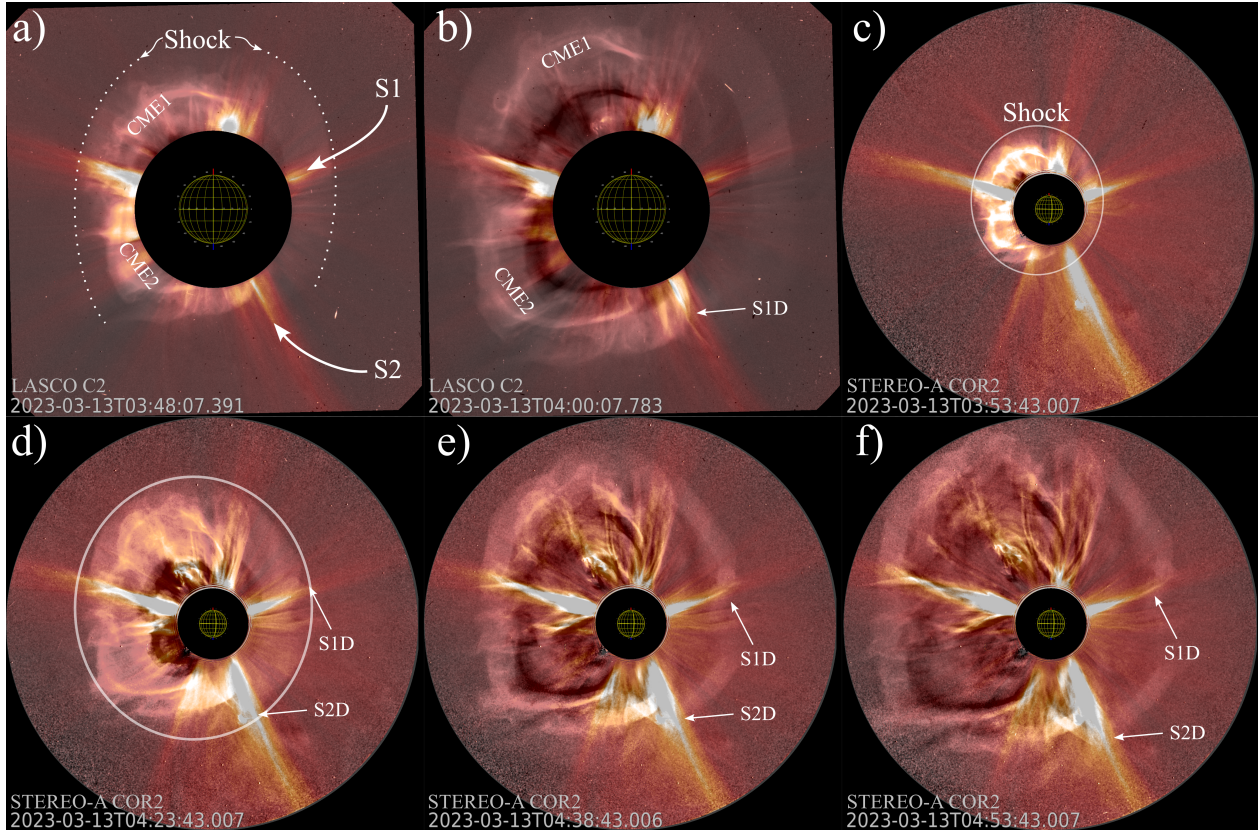 a)
Shock
CME1
S1
CME2
S2
LASCO C2
2023-03-13T03:48:07.391
b)
CME1
CME2
S1D
LASCO C2
2023-03-13T04:00:07.783
c)
Shock
STEREO-A COR2
2023-03-13T03:53:43.007
d)
S1D
S2D
STEREO-A COR2
2023-03-13T04:23:43.007
e)
S1D
S2D
STEREO-A COR2
2023-03-13T04:38:43.006
f)
S1D
S2D
STEREO-A COR2
2023-03-13T04:53:43.007